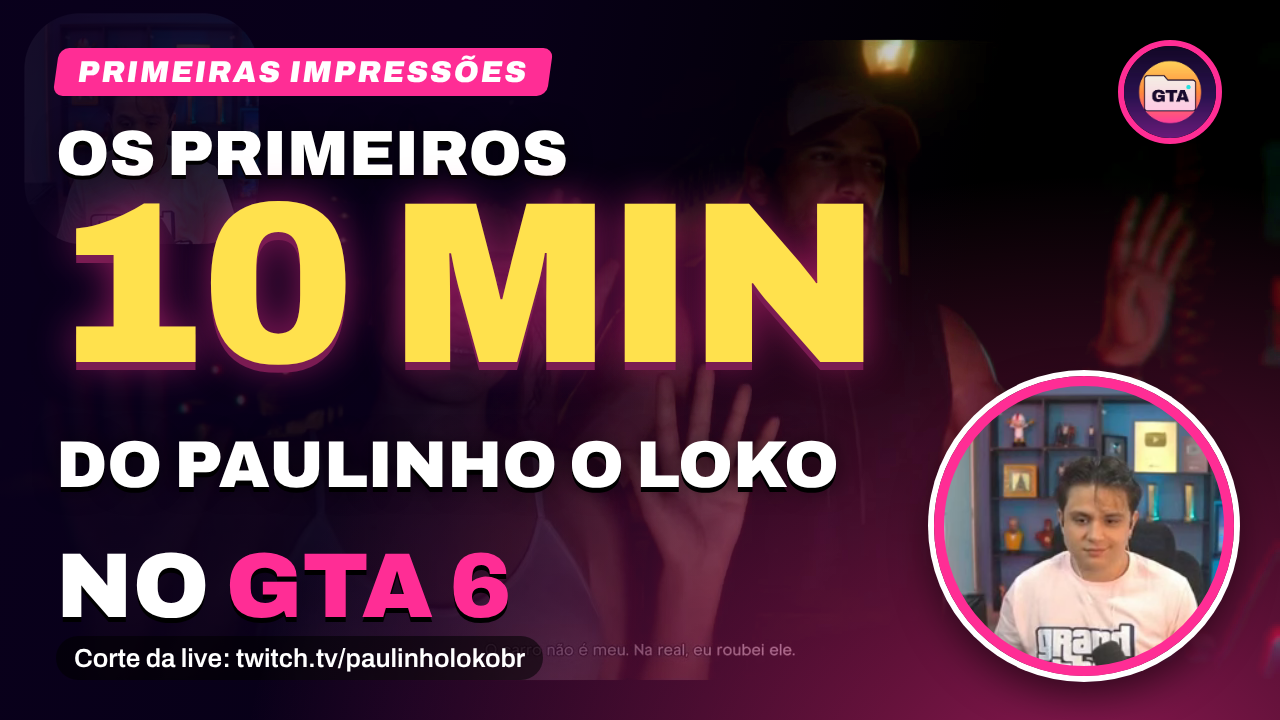 PRIMEIRAS IMPRESSÕES
GTA
OS PRIMEIROS
10 MIN
DO PAULINHO O LOKO
NO GTA 6
Corte da live: twitch.tv/paulinholokobr
não é meu. Na real, eu roubei ele.
grand